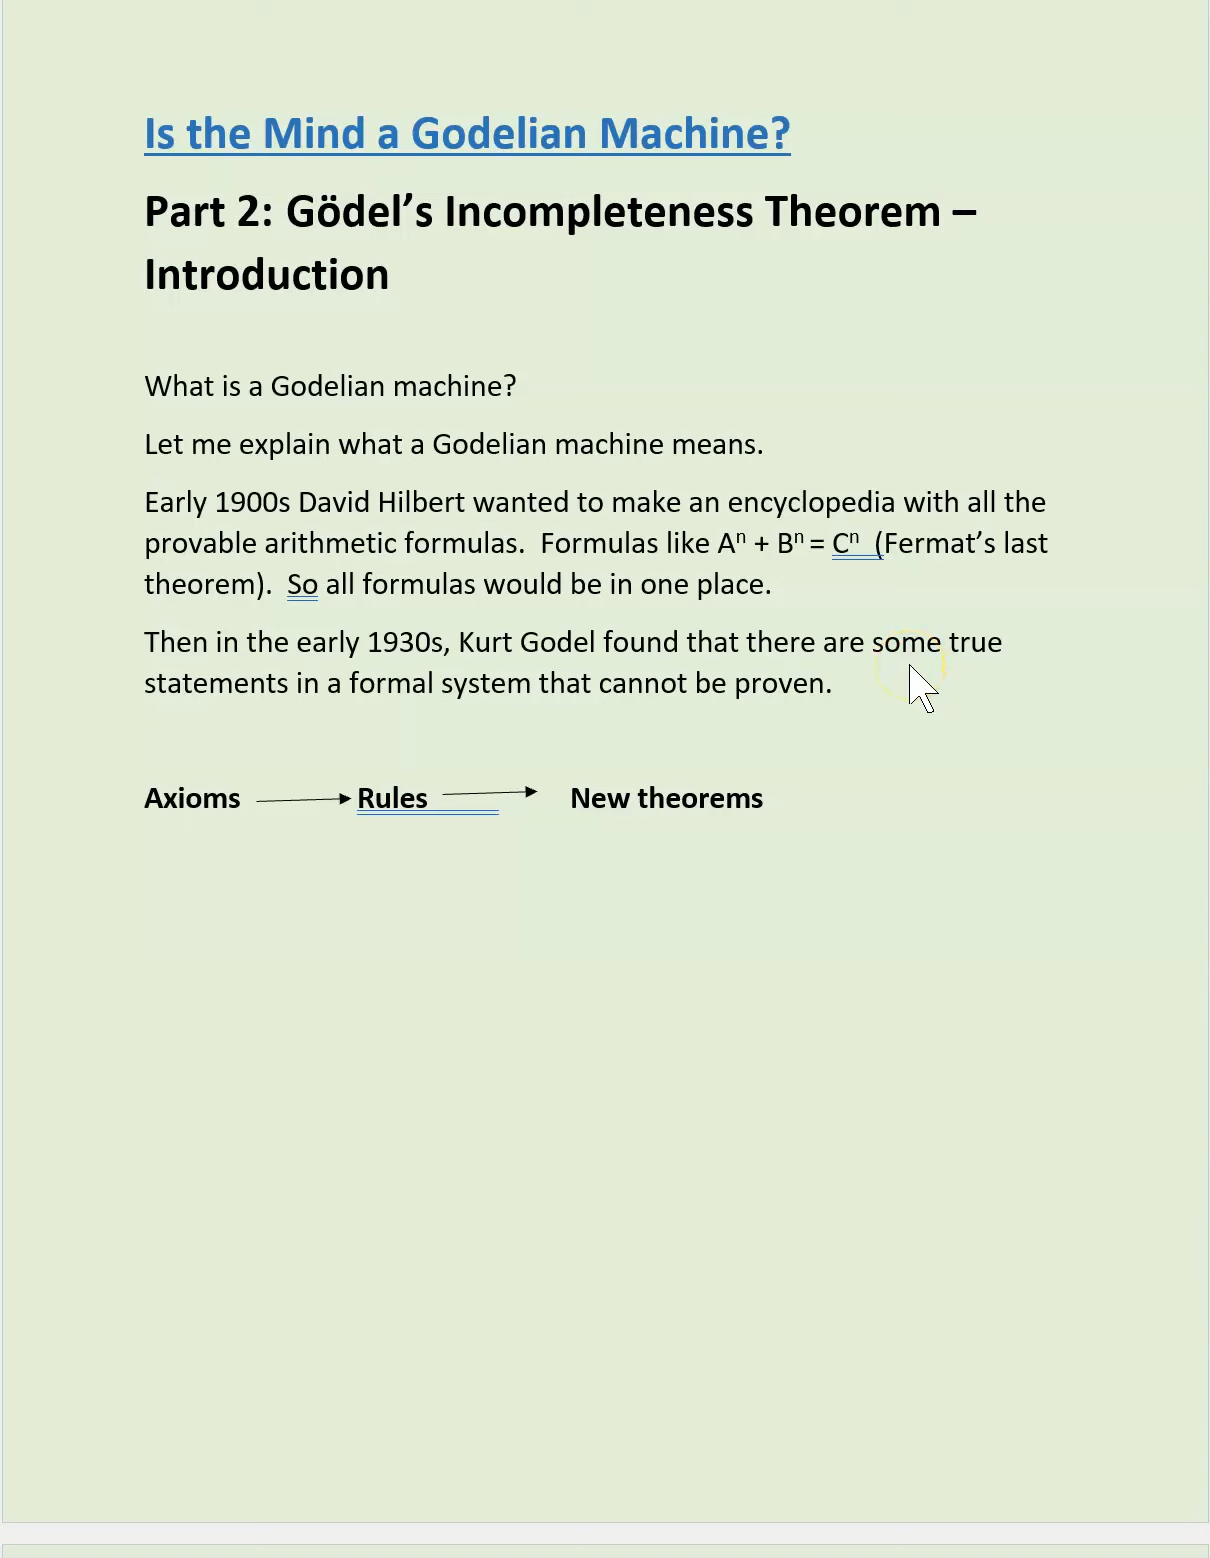 Is the Mind a Godelian Machine?
Part 2: Gödel’s Incompleteness Theorem –
Introduction
What is a Godelian machine?
Let me explain what a Godelian machine means.
Early 1900s David Hilbert wanted to make an encyclopedia with all the
provable arithmetic formulas.  Formulas like Aⁿ + Bⁿ = Cⁿ  (Fermat’s last
theorem).  So all formulas would be in one place.
Then in the early 1930s, Kurt Godel found that there are some true
statements in a formal system that cannot be proven.
Axioms Rules New theorems